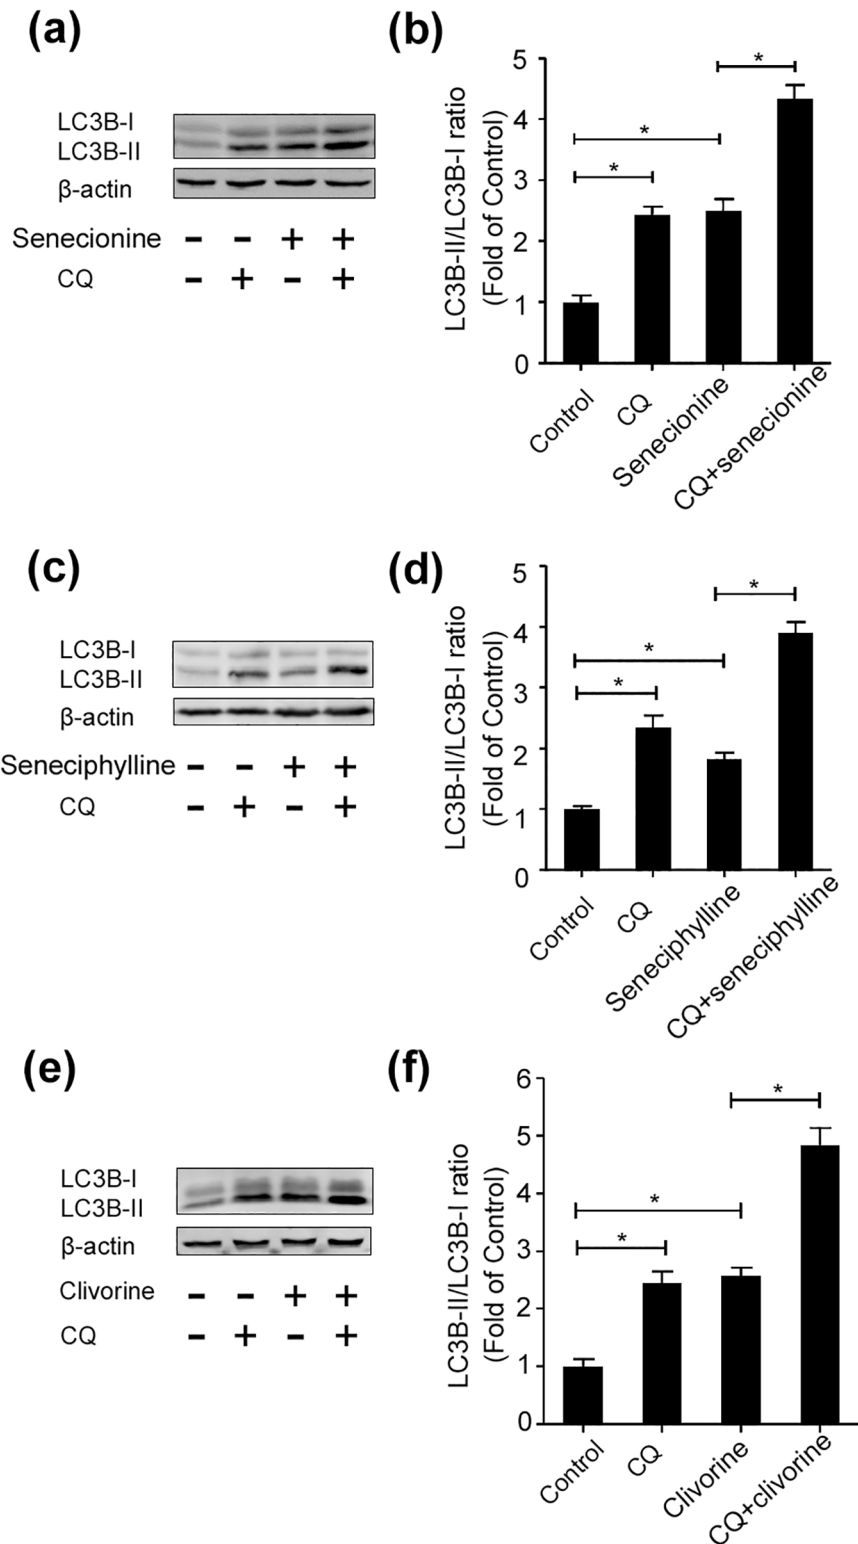 (a)
LC3B-I
LC3B-II
β-actin
Senecionine - - + +
CQ - + - +
(b)
LC3B-II/LC3B-I ratio
(Fold of Control)
5
4
3
2
1
0
*
*
*
Control
CQ
Senecionine
CQ+senecionine
(c)
LC3B-I
LC3B-II
β-actin
Seneciphylline - - + +
CQ - + - +
(d)
LC3B-II/LC3B-I ratio
(Fold of Control)
5
4
3
2
1
0
*
*
*
Control
CQ
Seneciphylline
CQ+seneciphylline
(e)
LC3B-I
LC3B-II
β-actin
Clivorine - - + +
CQ - + - +
(f)
LC3B-II/LC3B-I ratio
(Fold of Control)
6
5
4
3
2
1
0
*
*
*
Control
CQ
Clivorine
CQ+clivorine